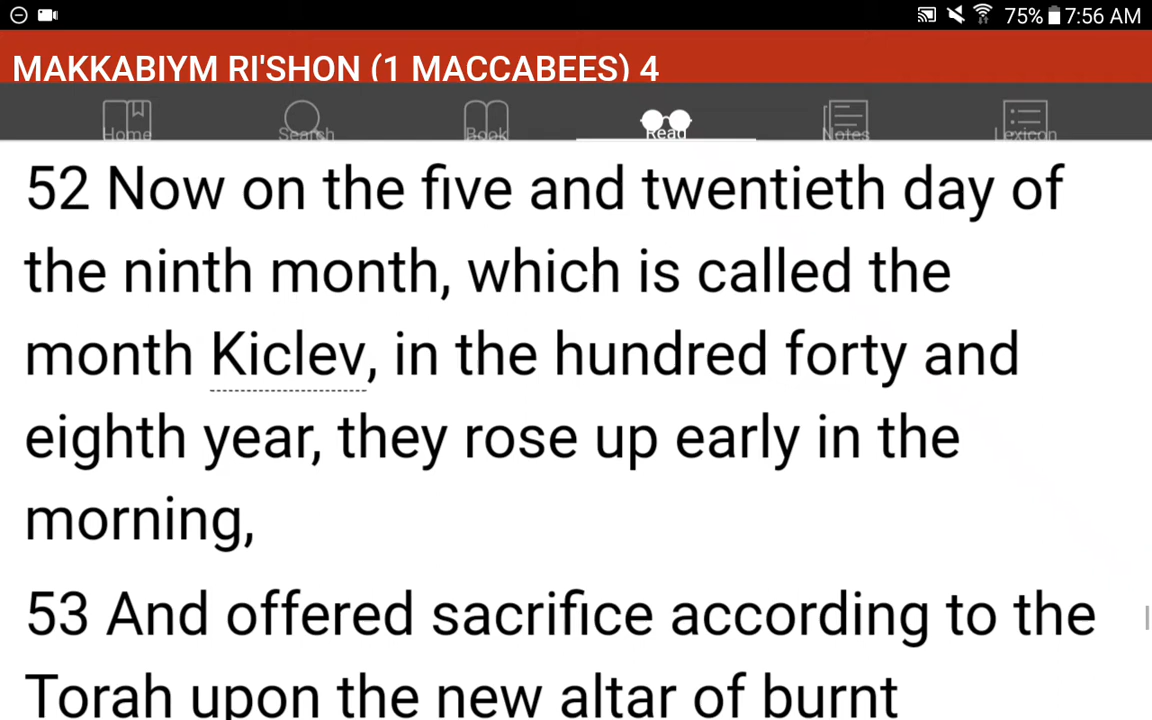 75% 7:56 AM
MAKKABIYM RI'SHON (1 MACCABEES) 4
Home Search Book Read Notes Lexicon
52 Now on the five and twentieth day of
the ninth month, which is called the
month Kiclev, in the hundred forty and
eighth year, they rose up early in the
morning,
53 And offered sacrifice according to the
Torah upon the new altar of burnt